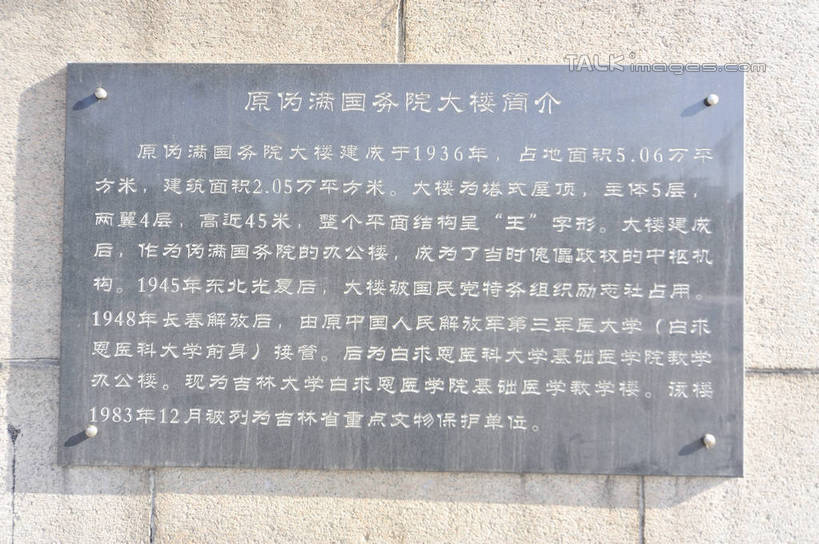 TALKimages.com
原伪满国务院大楼简介
原伪满国务院大楼建成于1936年，占地面积5.06万平
方米，建筑面积2.05万平方米。大楼为塔式屋顶，主体5层，
两翼4层，高近45米，整个平面结构呈“王”字形。大楼建成
后，作为伪满国务院的办公楼，成为了当时傀儡政权的中枢机
构。1945年东北光复后，大楼被国民党特务组织励志社占用。
1948年长春解放后，由原中国人民解放军第三军医大学（白求
恩医科大学前身）接管。后为白求恩医科大学基础医学院教学
办公楼。现为吉林大学白求恩医学院基础医学教学楼。该楼
1983年12月被列为吉林省重点文物保护单位。